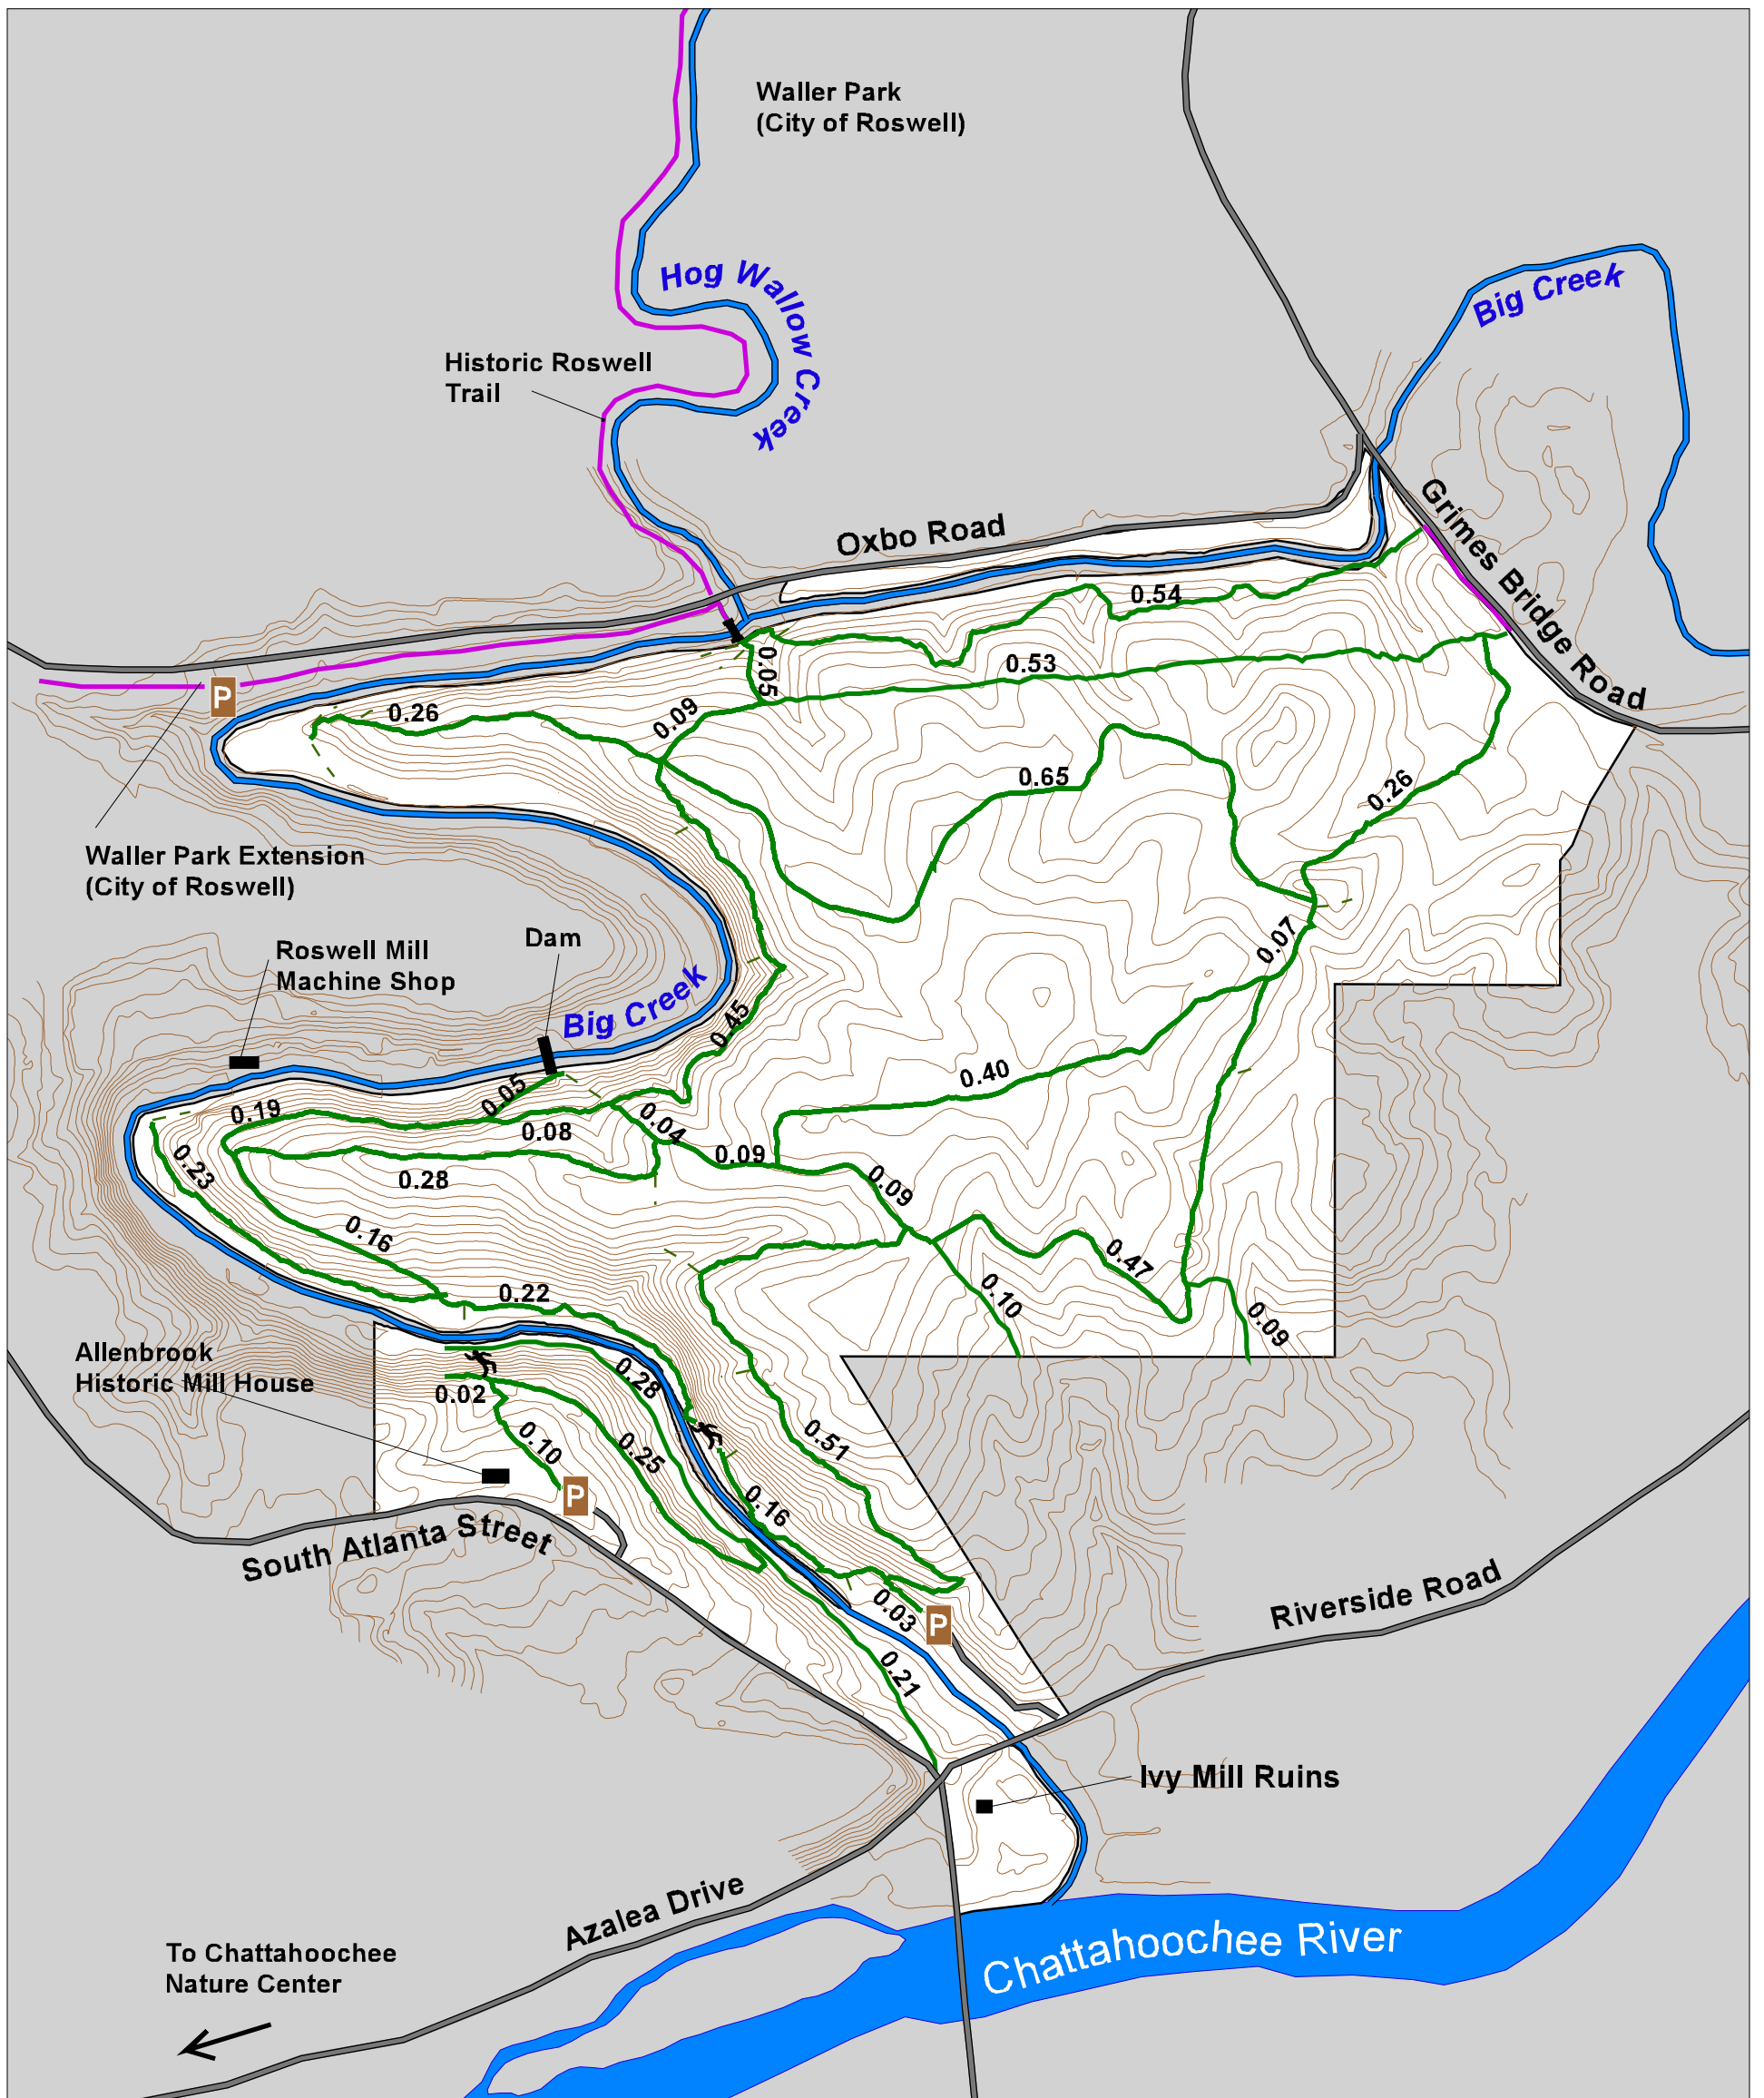 Waller Park
(City of Roswell)
Hog Wallow Creek
Big Creek
Historic Roswell
Trail
Grimes Bridge Road
Oxbo Road
0.54
0.05
0.53
P
0.26
0.09
0.65
0.26
Waller Park Extension
(City of Roswell)
Roswell Mill
Machine Shop
Dam
0.07
Big Creek
0.45
0.40
0.05
0.19
0.08
0.04
0.09
0.23
0.28
0.09
0.16
0.47
0.22
0.10
0.09
Allenbrook
Historic Mill House
0.02
0.28
0.10
0.25
0.51
P
0.16
South Atlanta Street
0.03
P
Riverside Road
0.21
Ivy Mill Ruins
Azalea Drive
Chattahoochee River
To Chattahoochee
Nature Center